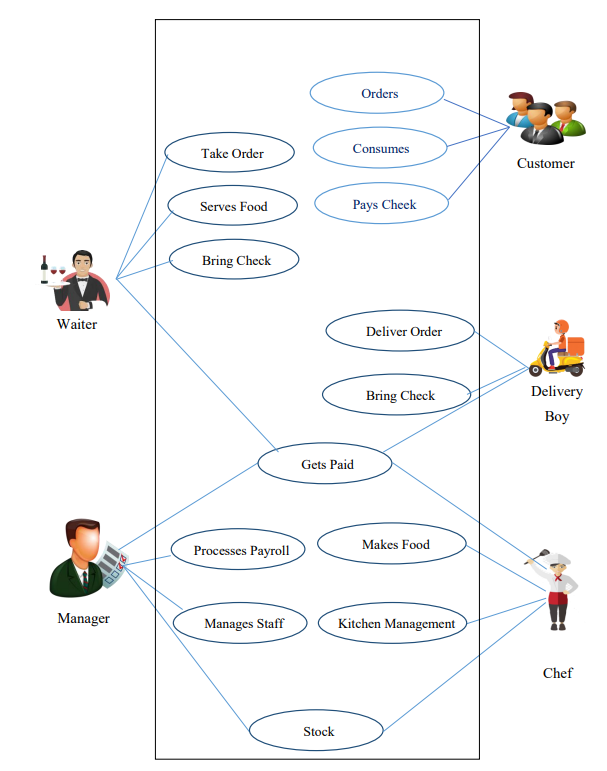 Orders
Customer
Take Order
Consumes
Serves Food
Pays Cheek
Bring Check
Waiter
Deliver Order
Bring Check
Delivery
Boy
Gets Paid
Processes Payroll
Makes Food
Manager
Manages Staff
Kitchen Management
Chef
Stock